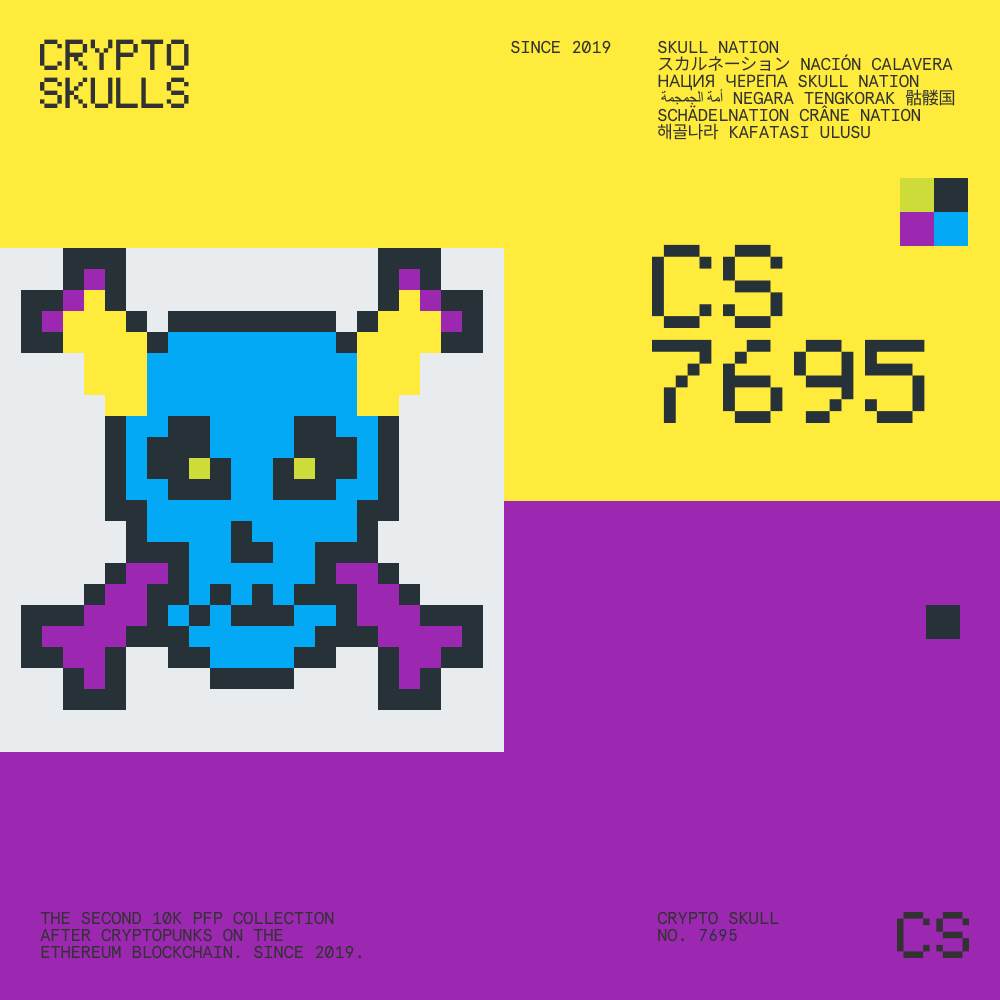 CRYPTO
SKULLS
SINCE 2019
SKULL NATION
スカルネーション NACIÓN CALAVERA
НАЦИЯ ЧЕРЕПА SKULL NATION
أمة الجمجمة NEGARA TENGKORAK 骷髅国
SCHÄDELNATION CRÂNE NATION
해골나라 KAFATASI ULUSU
CS
7695
THE SECOND 10K PFP COLLECTION
AFTER CRYPTOPUNKS ON THE
ETHEREUM BLOCKCHAIN. SINCE 2019.
CRYPTO SKULL
NO. 7695
CS